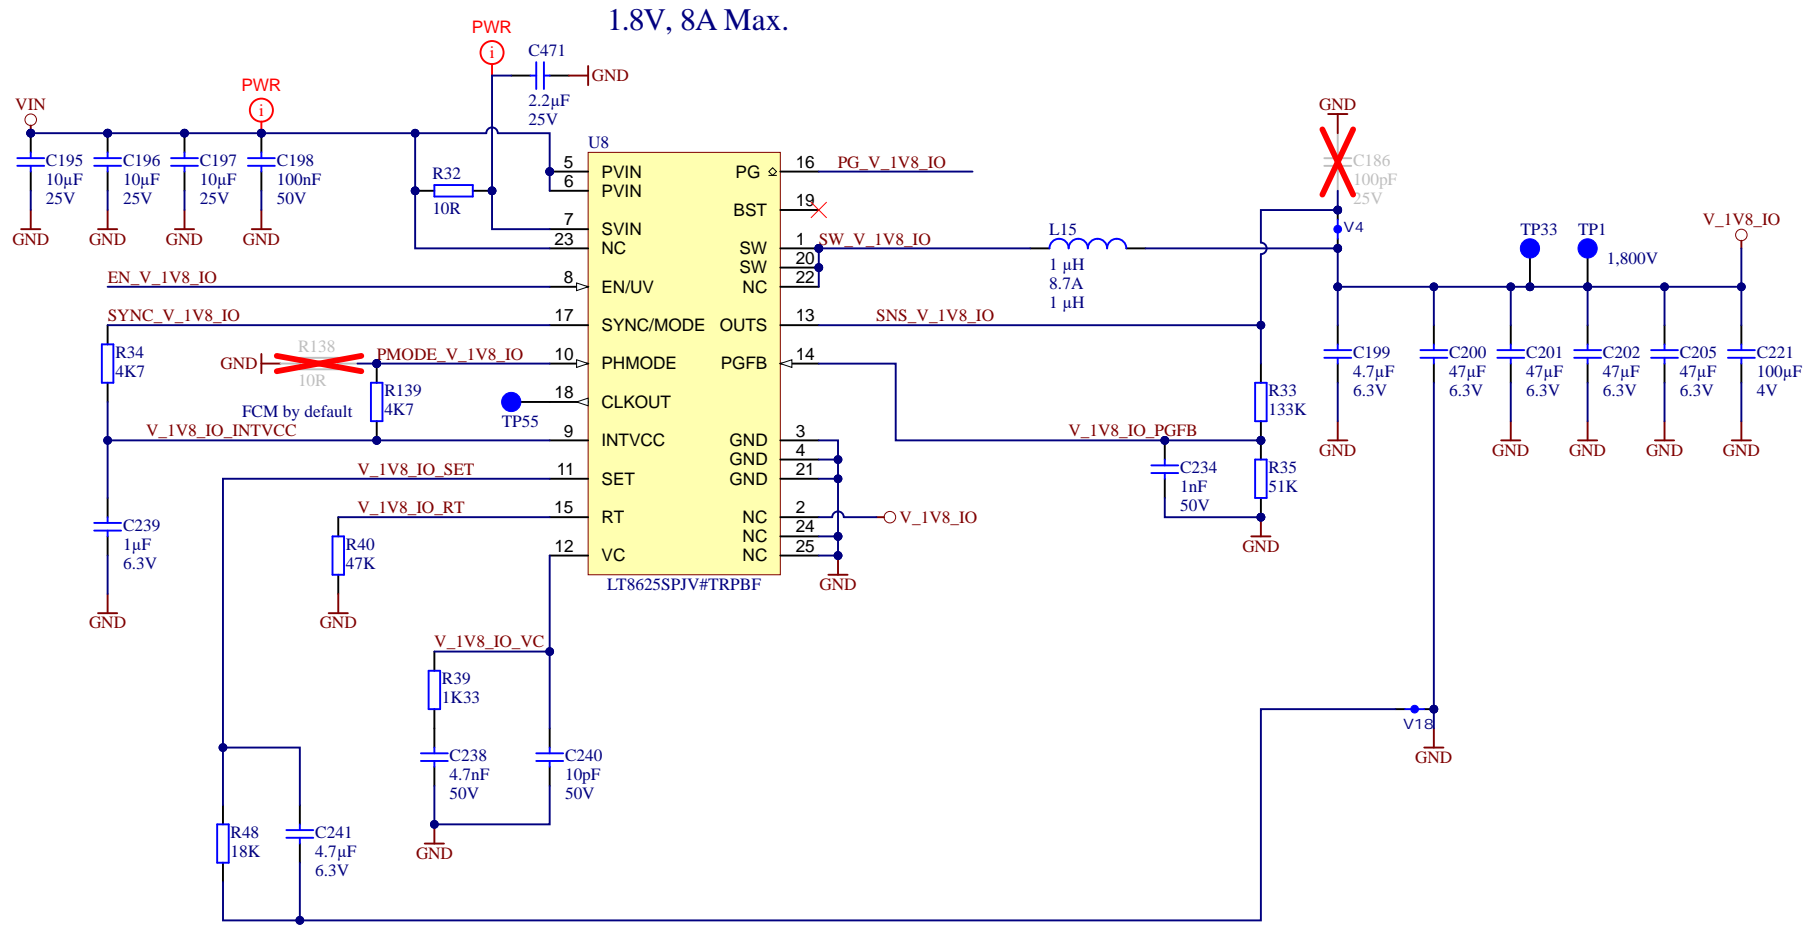 1.8V, 8A Max.
PWR
C471
2.2µF
25V
GND
PWR
VIN
C195
10µF
25V
GND
C196
10µF
25V
GND
C197
10µF
25V
GND
C198
100nF
50V
GND
R32
10R
U8
5 PVIN
6 PVIN
7 SVIN
23 NC
8 EN/UV
17 SYNC/MODE
10 PHMODE
18 CLKOUT
9 INTVCC
11 SET
15 RT
12 VC
PG 16
BST 19
SW 1
SW 20
NC 22
OUTS 13
PGFB 14
GND 3
GND 4
GND 21
NC 2
NC 24
NC 25
LT8625SPJV#TRPBF
EN_V_1V8_IO
SYNC_V_1V8_IO
R34
4K7
GND
R138
10R
PMODE_V_1V8_IO
R139
4K7
FCM by default
TP55
V_1V8_IO_INTVCC
V_1V8_IO_SET
V_1V8_IO_RT
C239
1µF
6.3V
GND
R40
47K
GND
V_1V8_IO_VC
R39
1K33
C238
4.7nF
50V
C240
10pF
50V
GND
R48
18K
C241
4.7µF
6.3V
PG_V_1V8_IO
SW_V_1V8_IO
L15
1 µH
8.7A
1 µH
SNS_V_1V8_IO
V_1V8_IO_PGFB
R33
133K
R35
51K
C234
1nF
50V
GND
V_1V8_IO
GND
GND
C186
100pF
25V
V4
TP33
TP1
1,800V
V_1V8_IO
C199
4.7µF
6.3V
GND
C200
47µF
6.3V
C201
47µF
6.3V
GND
C202
47µF
6.3V
GND
C205
47µF
6.3V
GND
C221
100µF
4V
GND
V18
GND